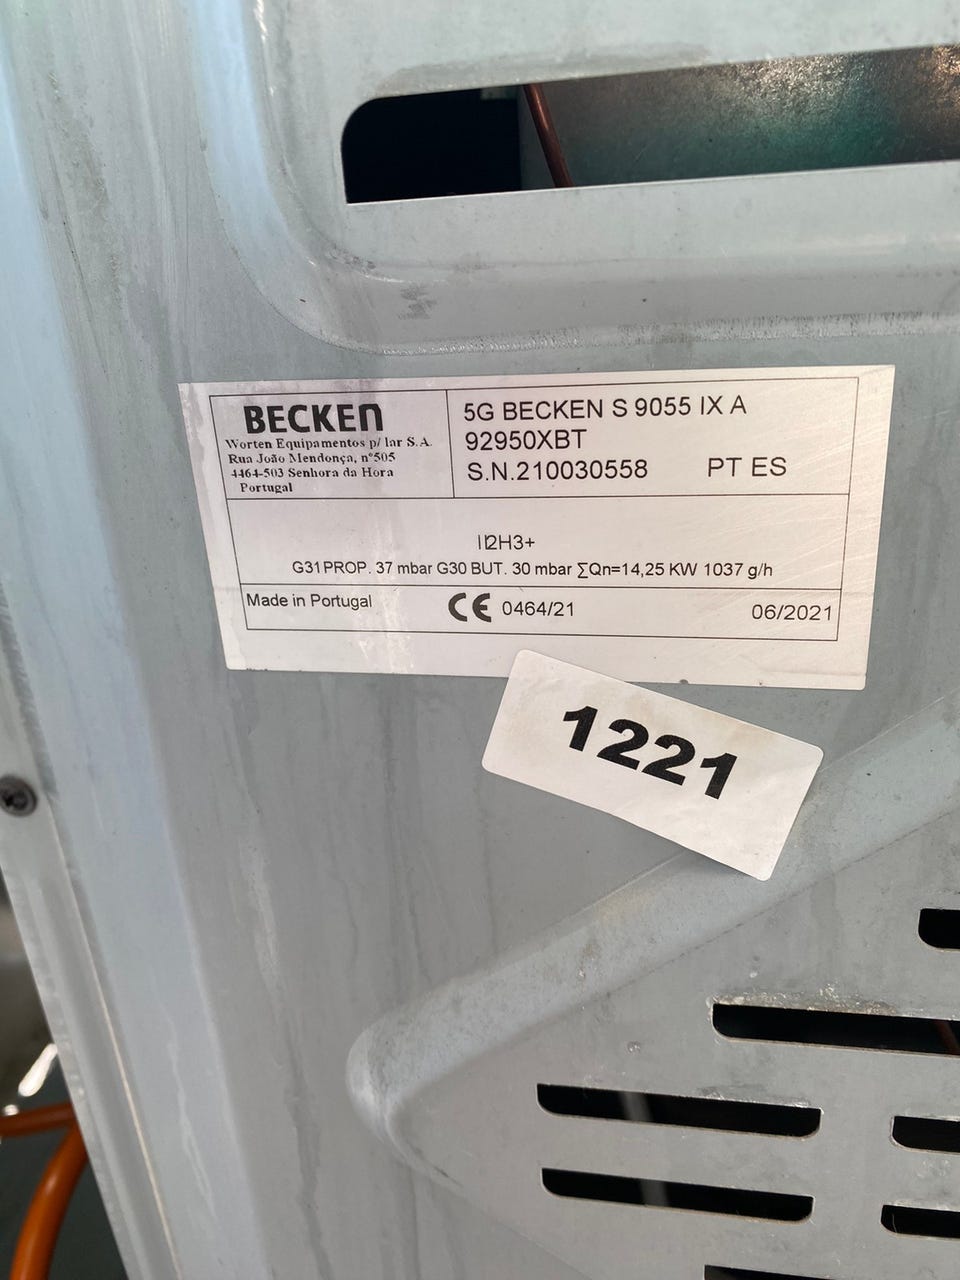 BECKEN
Worten Equipamentos p/ lar S.A.
Rua João Mendonça, nº505
4464-503 Senhora da Hora
Portugal
5G BECKEN S 9055 IX A
92950XBT
S.N.210030558 PT ES
II2H3+
G31 PROP. 37 mbar G30 BUT. 30 mbar ∑Qn=14,25 KW 1037 g/h
Made in Portugal CE 0464/21 06/2021
1221